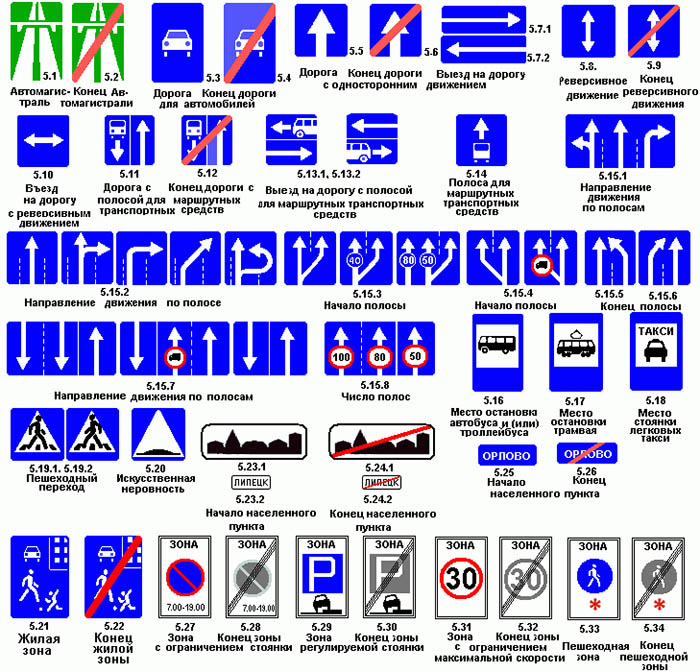 5.1 5.2 5.3 5.4 5.5 5.6 5.7.1
5.7.2 5.8. 5.9
Автомагис-
траль
Конец Ав-
томагистрали
Дорога
для автомобилей
Конец дороги
Дорога
с односторонним
Конец дороги
Выезд на дорогу
движением
Реверсивное
движение
Конец
реверсивного
движения
5.10 5.11 5.12 5.13.1, 5.13.2 5.14 5.15.1
Въезд
на дорогу
с реверсивным
движением
Дорога с
полосой для
транспортных
Конец дороги с
маршрутных
средств
Выезд на дорогу с полосой
для маршрутных транспортных
средств
Полоса для
маршрутных
транспортных
средств
Направление
движения
по полосам
40 80 50
5.15.2 5.15.3 5.15.4 5.15.5 5.15.6
Направление движения по полосе
Начало полосы
Начало полосы
Конец полосы
100 80 50
ТАКСИ
5.15.7 5.15.8
Направление движения по полосам
Число полос
5.16 5.17 5.18
Место остановки
автобуса и (или)
троллейбуса
Место
остановки
трамвая
Место
стоянки
легковых
такси
5.19.1. 5.19.2
Пешеходный
переход
5.20
Искусственная
неровность
5.23.1
ЛИПЕЦК
5.23.2
Начало населенного
пункта
5.24.1
ЛИПЕЦК
5.24.2
Конец населенного
пункта
ОРЛОВО ОРЛОВО
5.25 5.26
Начало
населенного
Конец
пункта
ЗОНА ЗОНА ЗОНА ЗОНА ЗОНА ЗОНА ЗОНА ЗОНА
P P 30 30
7.00-19.00 7.00-19.00 * *
5.21 5.22 5.27 5.28 5.29 5.30 5.31 5.32 5.33 5.34
Жилая
зона
Конец
жилой
зоны
Зона
с ограничением
Конец зоны
стоянки
Зона
регулируемой
Конец зоны
стоянки
Зона
с ограничением
Конец зоны
максимальной скорости
Пешеходная
зона
Конец
пешеходной
зоны